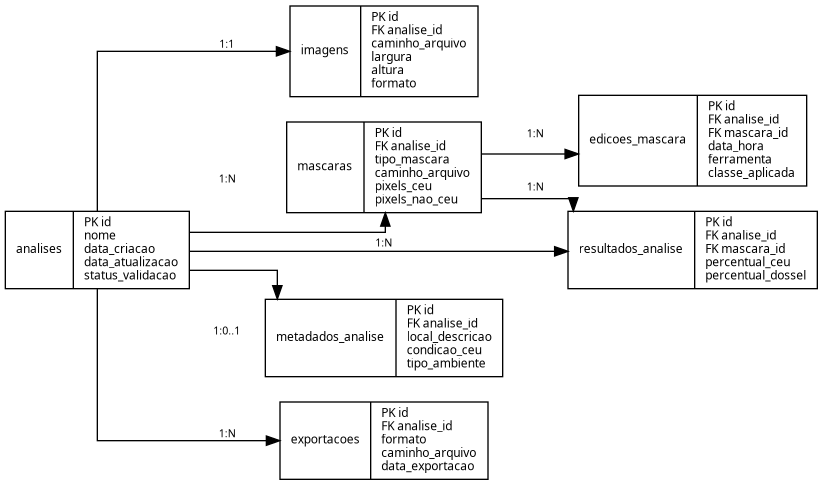 1:1
imagens
PK id
FK analise_id
caminho_arquivo
largura
altura
formato
1:N
mascaras
PK id
FK analise_id
tipo_mascara
caminho_arquivo
pixels_ceu
pixels_nao_ceu
1:N
edicoes_mascara
PK id
FK analise_id
FK mascara_id
data_hora
ferramenta
classe_aplicada
1:N
analises
PK id
nome
data_criacao
data_atualizacao
status_validacao
1:N
resultados_analise
PK id
FK analise_id
FK mascara_id
percentual_ceu
percentual_dossel
1:0..1
metadados_analise
PK id
FK analise_id
local_descricao
condicao_ceu
tipo_ambiente
1:N
exportacoes
PK id
FK analise_id
formato
caminho_arquivo
data_exportacao